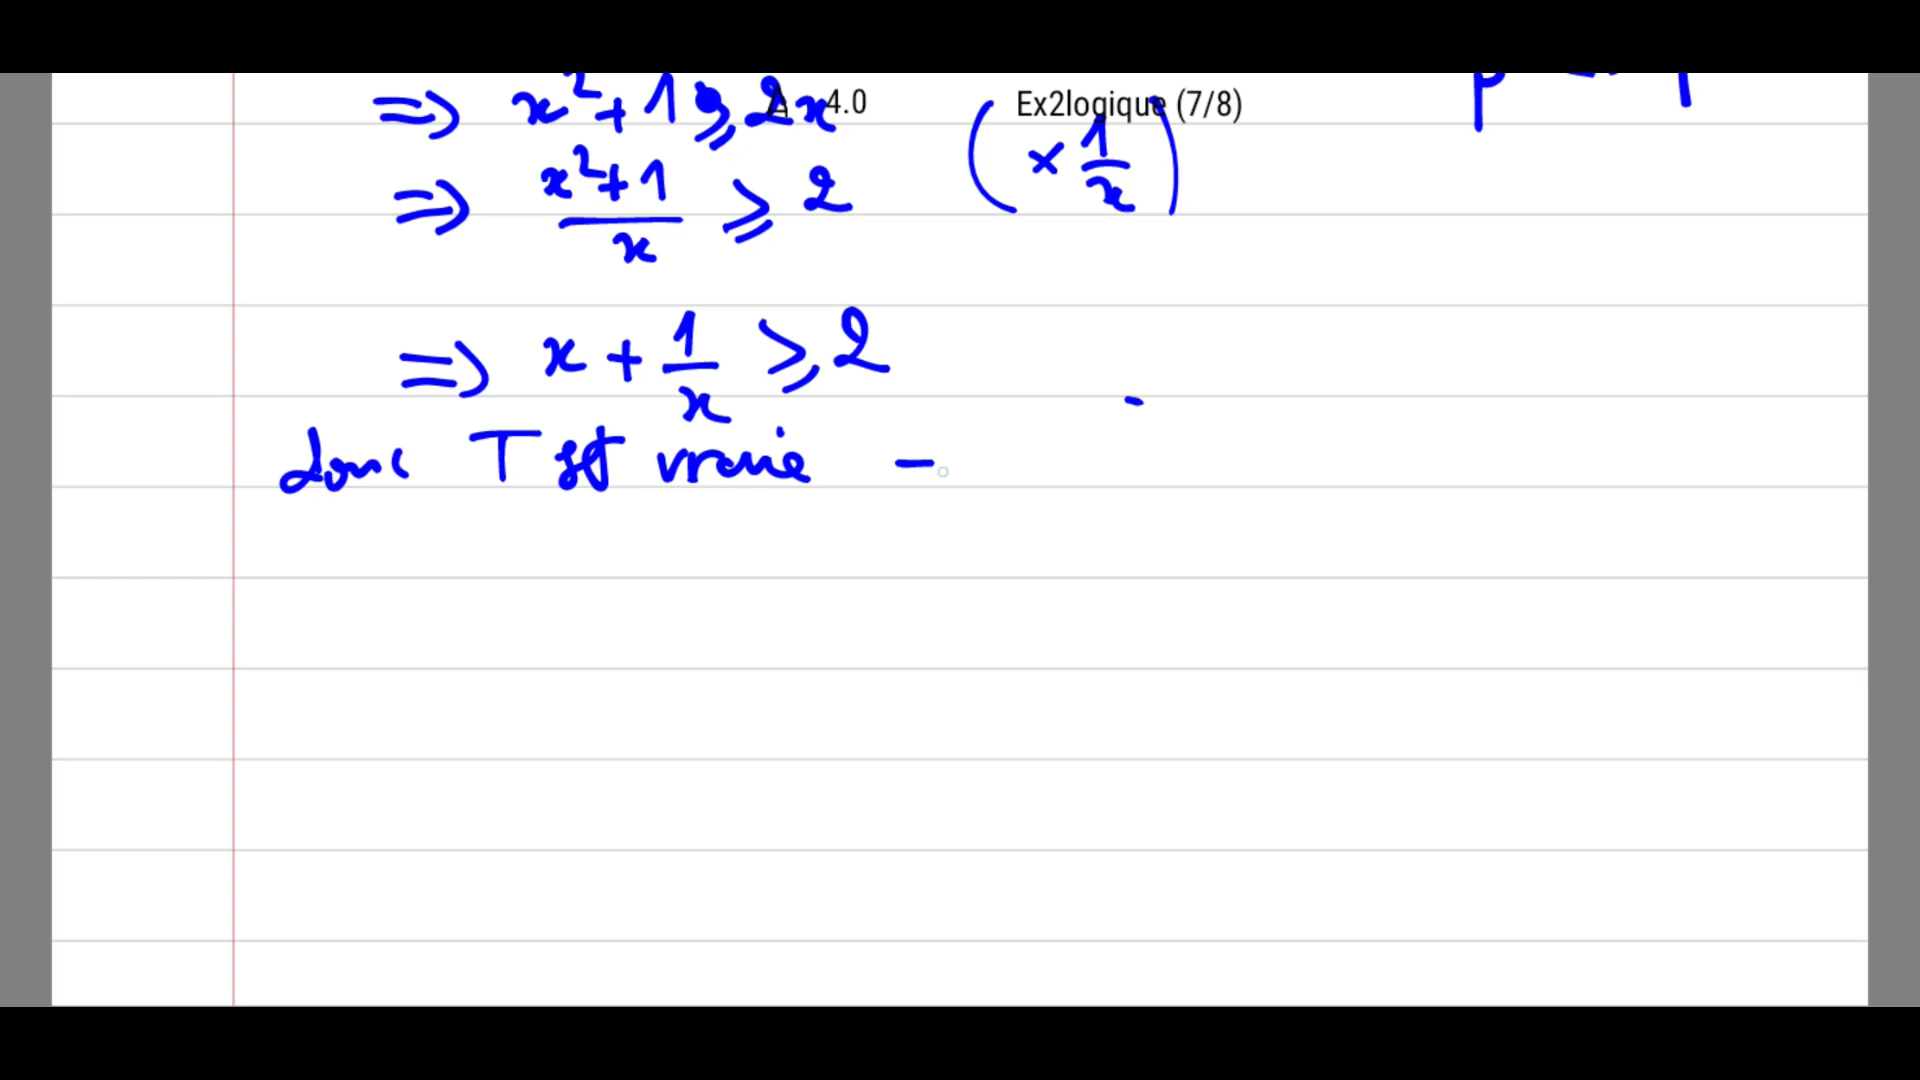 ⇒ x² + 1 ≥ 2x
4.0 Ex2logique (7/8)
⇒ (x² + 1)/x ≥ 2 (× 1/x)
⇒ x + 1/x ≥ 2
donc T est vraie -